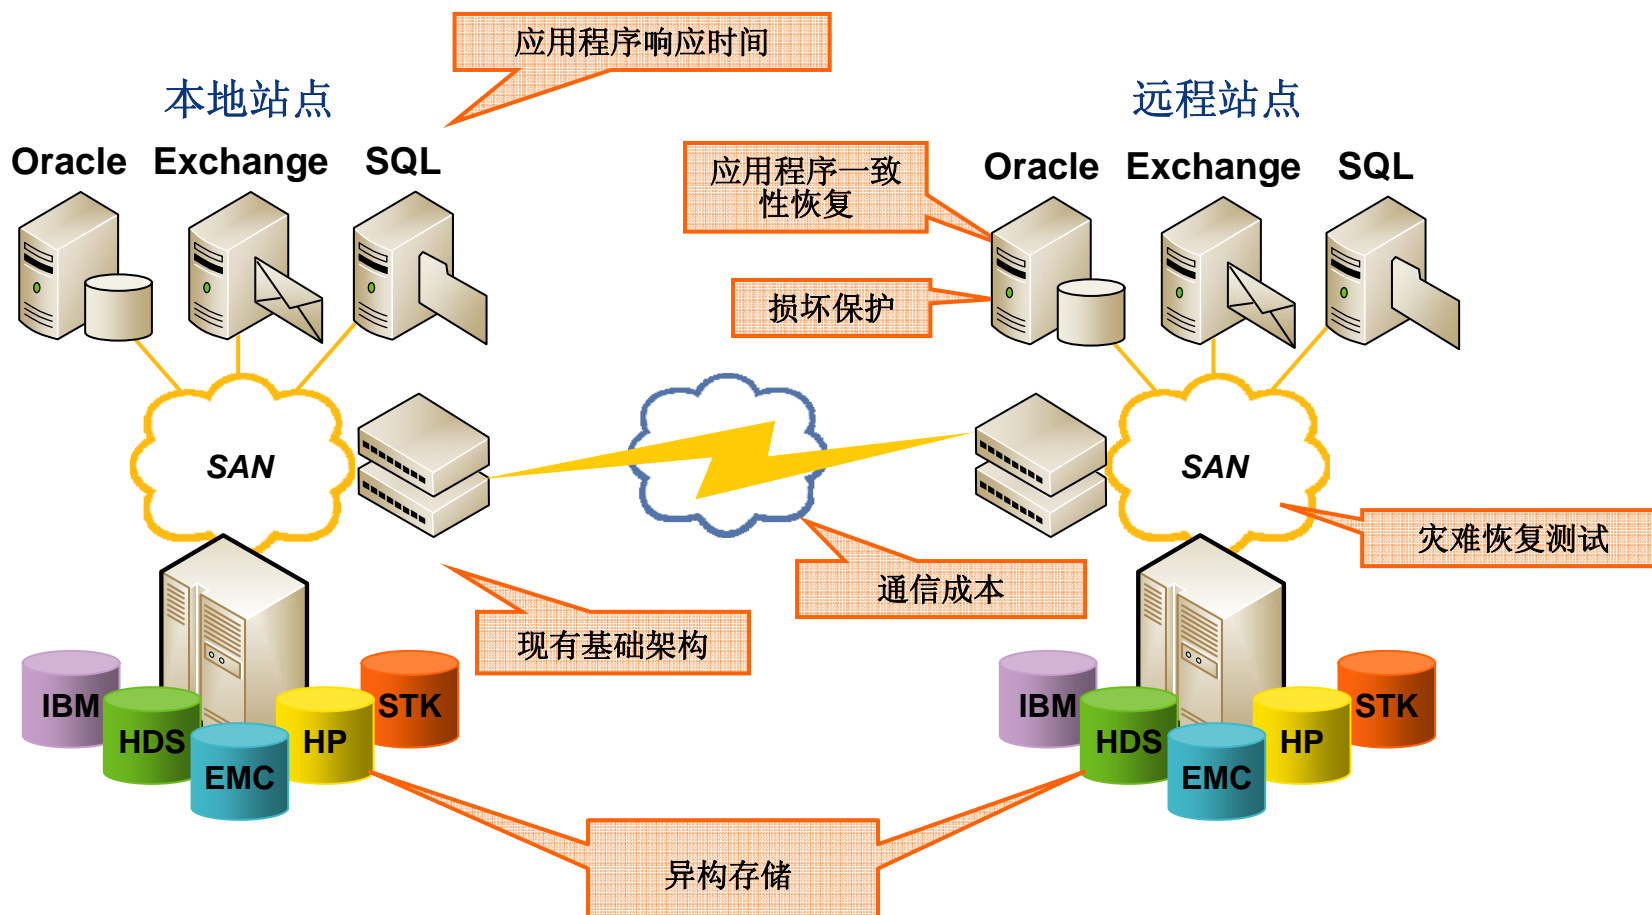 应用程序响应时间
本地站点
远程站点
Oracle Exchange SQL
应用程序一致
性恢复
Oracle Exchange SQL
损坏保护
SAN
SAN
灾难恢复测试
通信成本
现有基础架构
IBM
HDS
EMC
HP
STK
IBM
HDS
EMC
HP
STK
异构存储